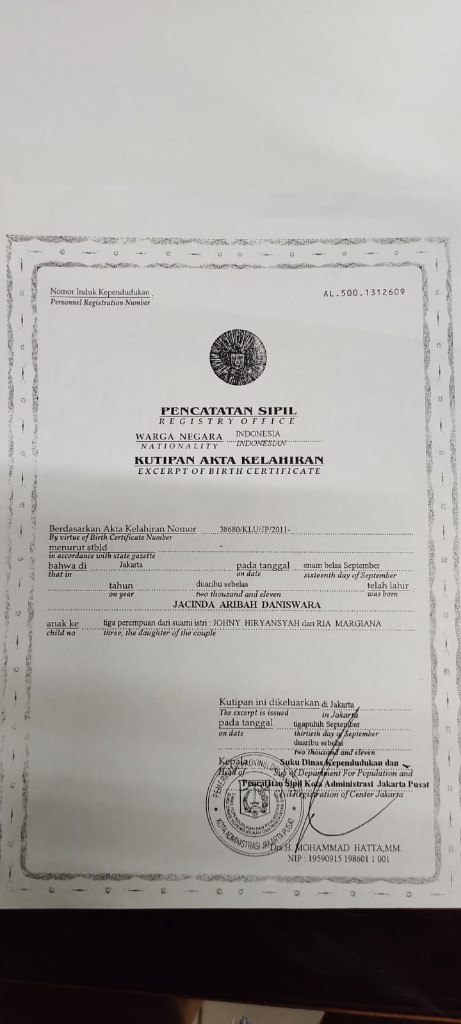 Nomor Induk Kependudukan
Personnel Registration Number
AL.500.1312609
PENCATATAN SIPIL
REGISTRY OFFICE
WARGA NEGARA INDONESIA
NATIONALITY INDONESIAN
KUTIPAN AKTA KELAHIRAN
EXCERPT OF BIRTH CERTIFICATE
Berdasarkan Akta Kelahiran Nomor 38680/KLU/JP/2011-
By virtue of Birth Certificate Number
menurut stbld -
in accordance with state gazette
bahwa di Jakarta pada tanggal enam belas September
that in on date sixteenth day of September
tahun duaribu sebelas telah lahir
on year two thousand and eleven was born
JACINDA ARIBAH DANISWARA
anak ke tiga perempuan dari suami istri : JOHNY HIRYANSYAH dan RIA MARGIANA
child no three, the daughter of the couple
Kutipan ini dikeluarkan di Jakarta
The excerpt is issued in Jakarta
pada tanggal tigapuluh September
on date thirtieth day of September
duaribu sebelas
two thousand and eleven
Kepala Suku Dinas Kependudukan dan
Head of Sub of Department For Population and
Pencatatan Sipil Kota Administrasi Jakarta Pusat
Civil Registration of Center Jakarta
KOTA ADMINISTRASI JAKARTA PUSAT
H. MOHAMMAD HATTA,MM.
NIP : 19590915 198601 1 001